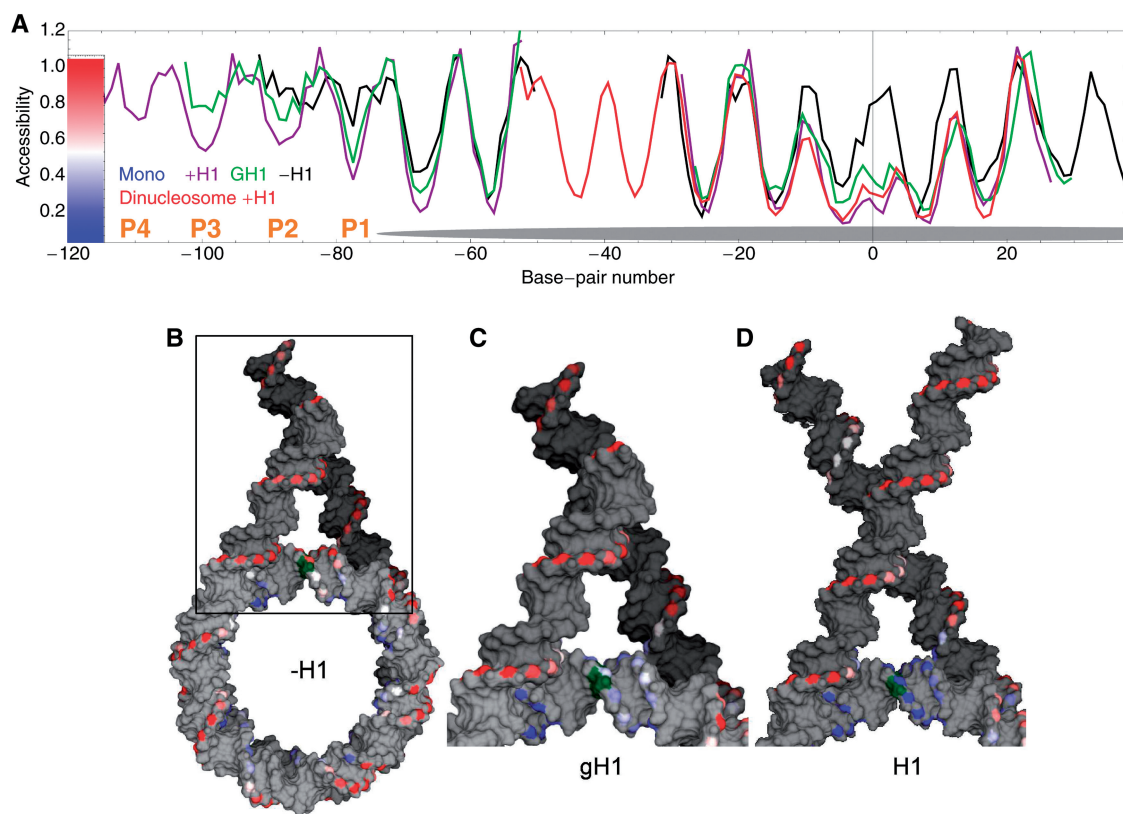 A
1.2
1.0
0.8
0.6
0.4
0.2
Accessibility
Mono +H1 GH1 −H1
Dinucleosome +H1
P4 P3 P2 P1
−120 −100 −80 −60 −40 −20 0 20
Base−pair number
B C D
-H1
gH1 H1